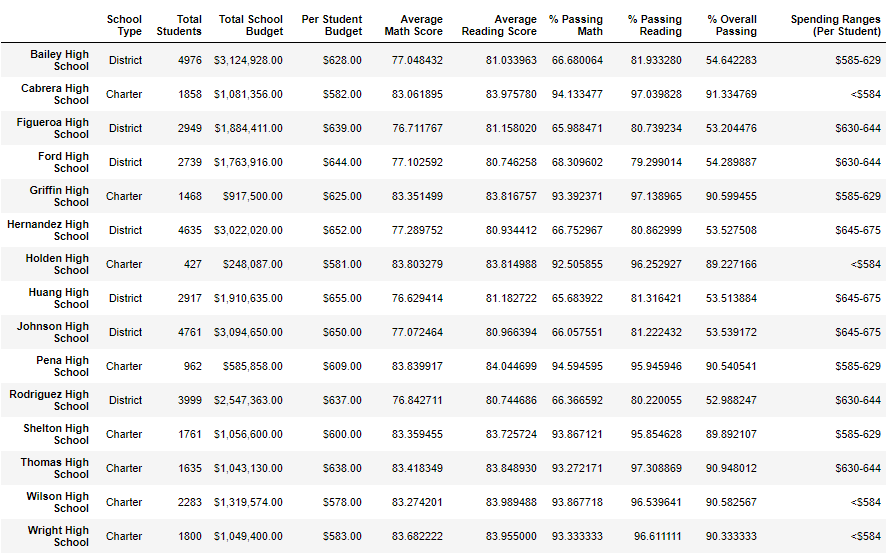 School Type Total Students Total School Budget Per Student Budget Average Math Score Average Reading Score % Passing Math % Passing Reading % Overall Passing Spending Ranges (Per Student)
Bailey High School District 4976 $3,124,928.00 $628.00 77.048432 81.033963 66.680064 81.933280 54.642283 $585-629
Cabrera High School Charter 1858 $1,081,356.00 $582.00 83.061895 83.975780 94.133477 97.039828 91.334769 <$584
Figueroa High School District 2949 $1,884,411.00 $639.00 76.711767 81.158020 65.988471 80.739234 53.204476 $630-644
Ford High School District 2739 $1,763,916.00 $644.00 77.102592 80.746258 68.309602 79.299014 54.289887 $630-644
Griffin High School Charter 1468 $917,500.00 $625.00 83.351499 83.816757 93.392371 97.138965 90.599455 $585-629
Hernandez High School District 4635 $3,022,020.00 $652.00 77.289752 80.934412 66.752967 80.862999 53.527508 $645-675
Holden High School Charter 427 $248,087.00 $581.00 83.803279 83.814988 92.505855 96.252927 89.227166 <$584
Huang High School District 2917 $1,910,635.00 $655.00 76.629414 81.182722 65.683922 81.316421 53.513884 $645-675
Johnson High School District 4761 $3,094,650.00 $650.00 77.072464 80.966394 66.057551 81.222432 53.539172 $645-675
Pena High School Charter 962 $585,858.00 $609.00 83.839917 84.044699 94.594595 95.945946 90.540541 $585-629
Rodriguez High School District 3999 $2,547,363.00 $637.00 76.842711 80.744686 66.366592 80.220055 52.988247 $630-644
Shelton High School Charter 1761 $1,056,600.00 $600.00 83.359455 83.725724 93.867121 95.854628 89.892107 $585-629
Thomas High School Charter 1635 $1,043,130.00 $638.00 83.418349 83.848930 93.272171 97.308869 90.948012 $630-644
Wilson High School Charter 2283 $1,319,574.00 $578.00 83.274201 83.989488 93.867718 96.539641 90.582567 <$584
Wright High School Charter 1800 $1,049,400.00 $583.00 83.682222 83.955000 93.333333 96.611111 90.333333 <$584